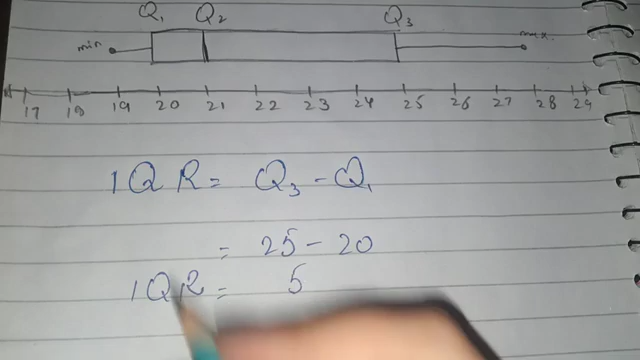 Q₁ Q₂ Q₃
min max.
17 18 19 20 21 22 23 24 25 26 27 28 29
IQR = Q₃ - Q₁
= 25 - 20
IQR = 5